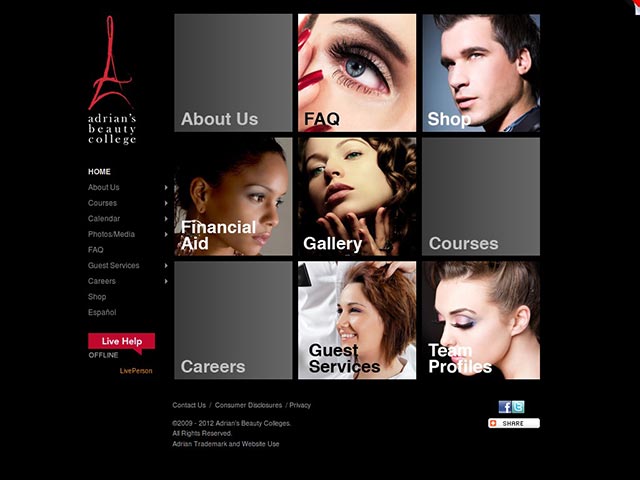 adrian's
beauty
college
HOME
About Us
Courses
Calendar
Photos/Media
FAQ
Guest Services
Careers
Shop
Español
Live Help
OFFLINE
LivePerson
About Us
FAQ
Shop
Financial
Aid
Gallery
Courses
Careers
Guest
Services
Team
Profiles
Contact Us / Consumer Disclosures / Privacy
©2009 - 2012 Adrian's Beauty Colleges.
All Rights Reserved.
Adrian Trademark and Website Use
SHARE